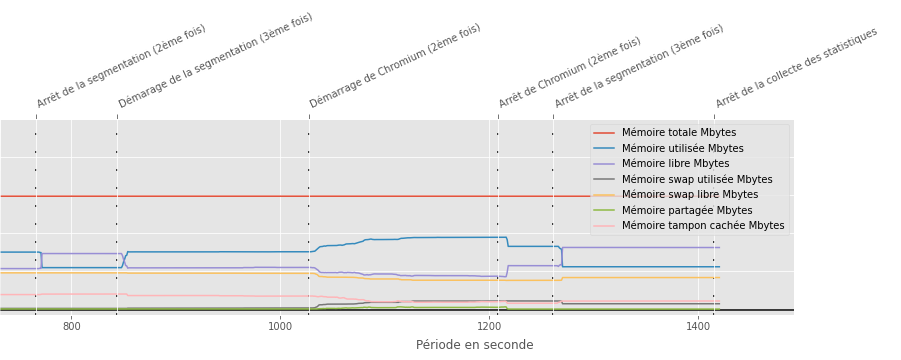 Arrêt de la segmentation (2ème fois)
Démarage de la segmentation (3ème fois)
Démarrage de Chromium (2ème fois)
Arrêt de Chromium (2ème fois)
Arrêt de la segmentation (3ème fois)
Arrêt de la collecte des statistiques
Mémoire totale Mbytes
Mémoire utilisée Mbytes
Mémoire libre Mbytes
Mémoire swap utilisée Mbytes
Mémoire swap libre Mbytes
Mémoire partagée Mbytes
Mémoire tampon cachée Mbytes
800 1000 1200 1400
Période en seconde